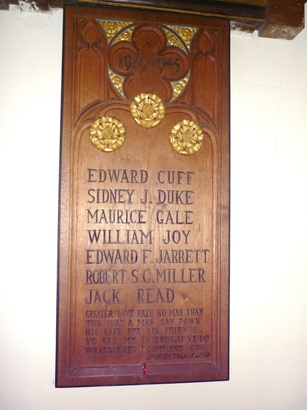 1939-1945
EDWARD CUFF
SIDNEY J. DUKE
MAURICE GALE
WILLIAM JOY
EDWARD F. JARRETT
ROBERT S. C. MILLER
JACK READ
GREATER LOVE HATH NO MAN THAN
THIS THAT A MAN LAY DOWN
HIS LIFE FOR HIS FRIENDS.
YE ARE MY FRIENDS, IF YE DO
WHATSOEVER I COMMAND YOU.